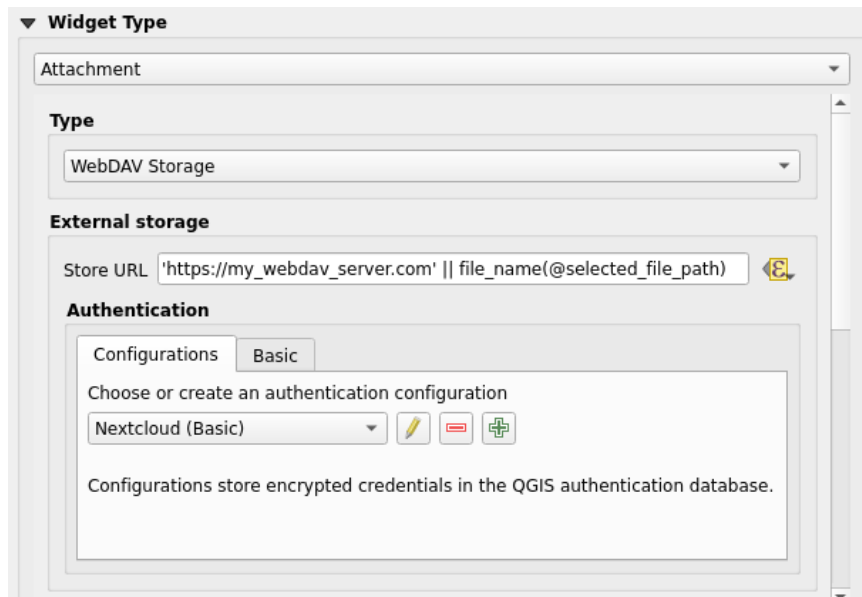 Widget Type
Attachment
Type
WebDAV Storage
External storage
Store URL 'https://my_webdav_server.com' || file_name(@selected_file_path)
Authentication
Configurations Basic
Choose or create an authentication configuration
Nextcloud (Basic)
Configurations store encrypted credentials in the QGIS authentication database.